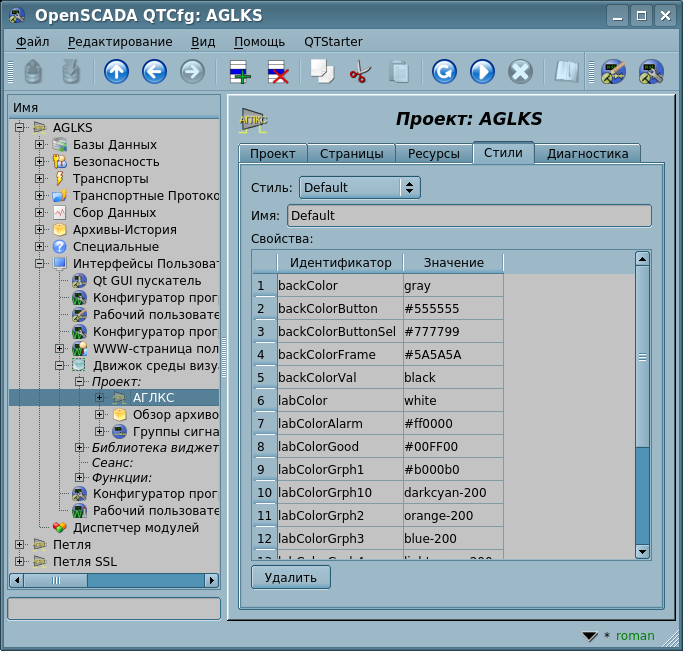 OpenSCADA QTCfg: AGLKS
Файл Редактирование Вид Помощь QTStarter
Имя
AGLKS
Базы Данных
Безопасность
Транспорты
Транспортные Протоко
Сбор Данных
Архивы-История
Специальные
Интерфейсы Пользоват
Qt GUI пускатель
Конфигуратор прог
Рабочий пользовате
Конфигуратор прог
WWW-страница пол
Движок среды визу
Проект:
АГЛКС
Обзор архиво
Группы сигна
Библиотека виджет
Сеанс:
Функции:
Конфигуратор прог
Рабочий пользовате
Диспетчер модулей
Петля
Петля SSL
АГЛКС
Проект: AGLKS
Проект Страницы Ресурсы Стили Диагностика
Стиль: Default
Имя: Default
Свойства:
Идентификатор Значение
1 backColor gray
2 backColorButton #555555
3 backColorButtonSel #777799
4 backColorFrame #5A5A5A
5 backColorVal black
6 labColor white
7 labColorAlarm #ff0000
8 labColorGood #00FF00
9 labColorGrph1 #b000b0
10 labColorGrph10 darkcyan-200
11 labColorGrph2 orange-200
12 labColorGrph3 blue-200
Удалить
* roman